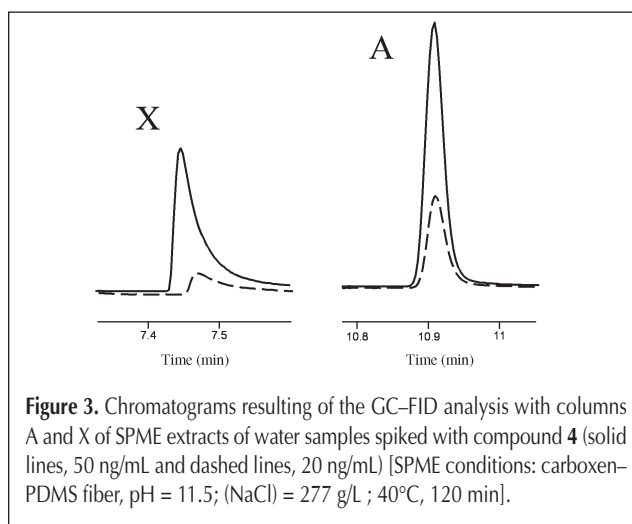 X
A
7.4 7.5
Time (min)
10.8 10.9 11
Time (min)
Figure 3. Chromatograms resulting of the GC–FID analysis with columns
A and X of SPME extracts of water samples spiked with compound 4 (solid
lines, 50 ng/mL and dashed lines, 20 ng/mL) [SPME conditions: carboxen–
PDMS fiber, pH = 11.5; (NaCl) = 277 g/L ; 40°C, 120 min].